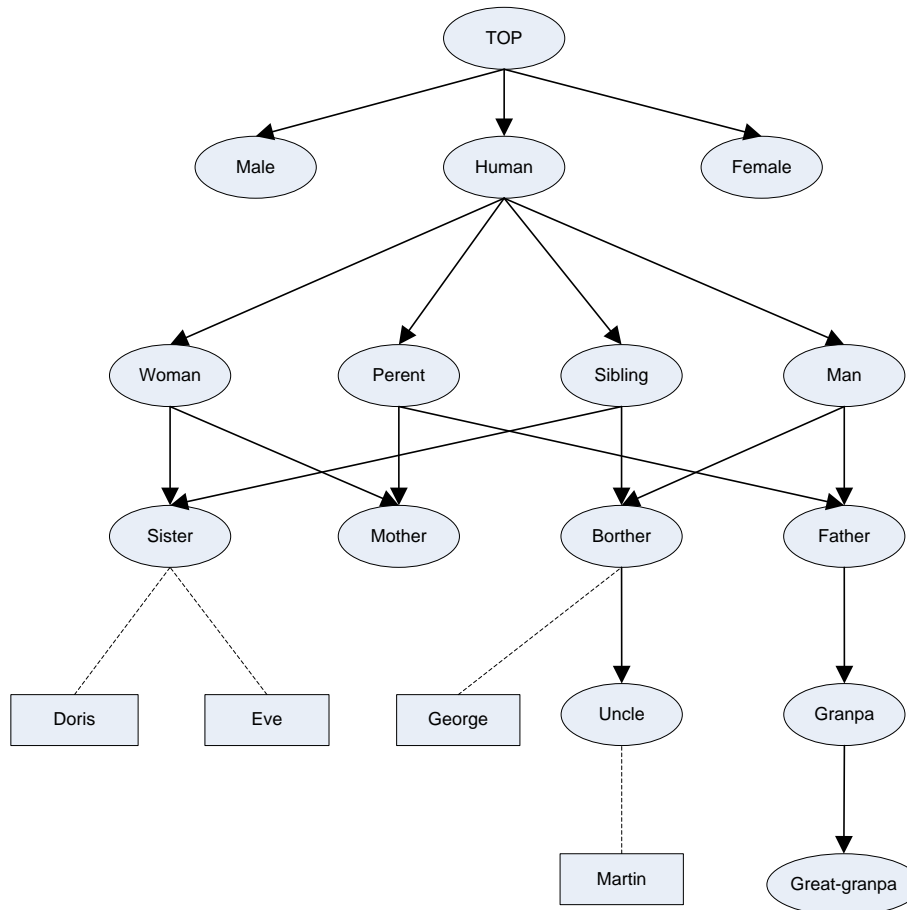 TOP
Male
Human
Female
Woman
Perent
Sibling
Man
Sister
Mother
Borther
Father
Doris
Eve
George
Uncle
Granpa
Martin
Great-granpa